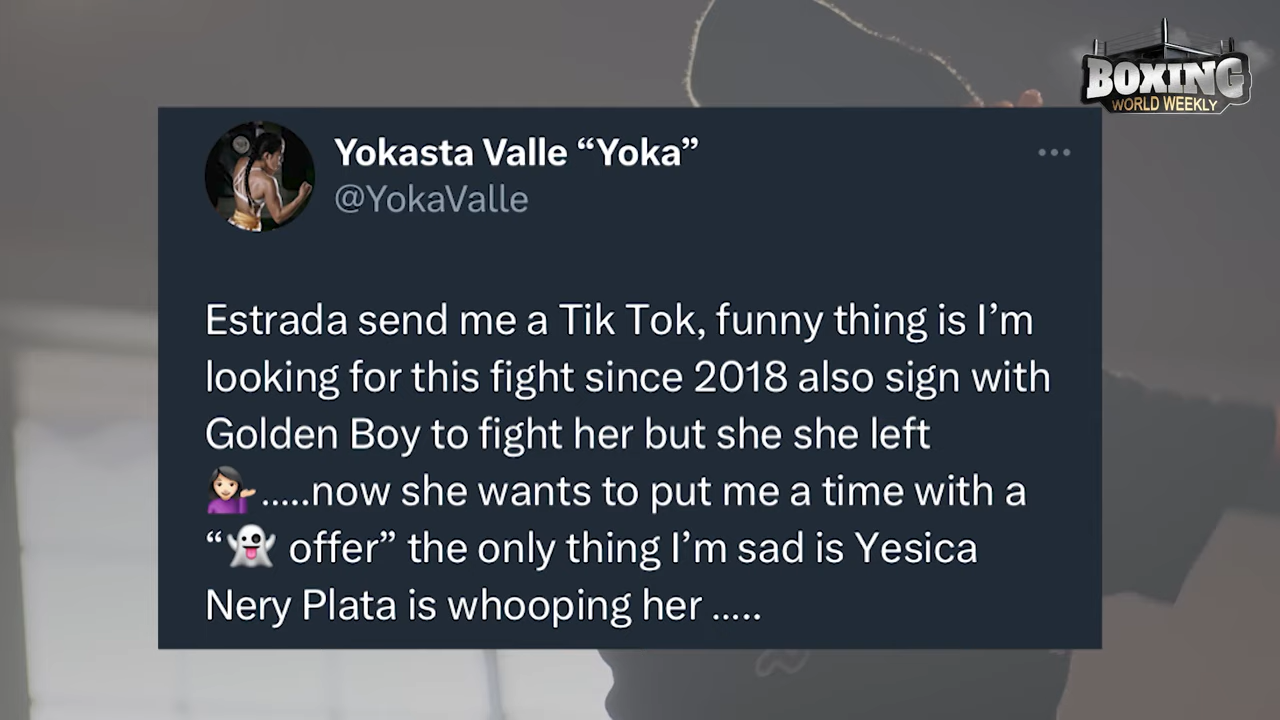 BOXING
WORLD WEEKLY
Yokasta Valle “Yoka”
@YokaValle
Estrada send me a Tik Tok, funny thing is I’m
looking for this fight since 2018 also sign with
Golden Boy to fight her but she she left
💁🏻‍♀️.....now she wants to put me a time with a
“👻 offer” the only thing I’m sad is Yesica
Nery Plata is whooping her .....